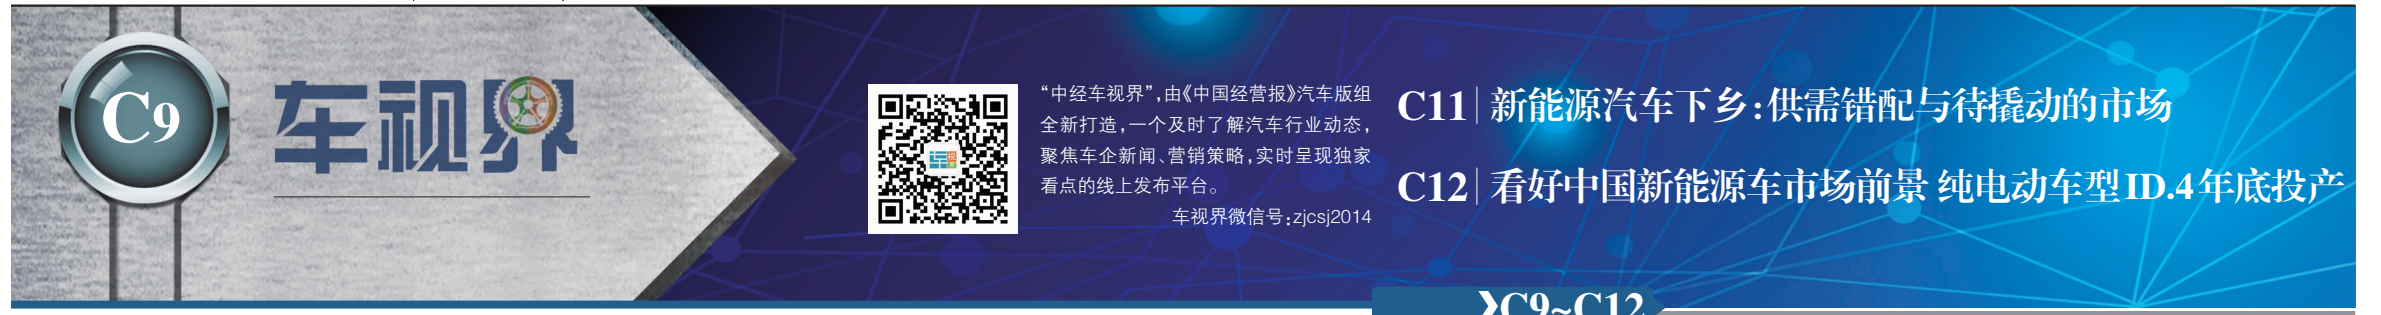 C9
车视界
“中经车视界”,由《中国经营报》汽车版组
全新打造,一个及时了解汽车行业动态,
聚焦车企新闻、营销策略,实时呈现独家
看点的线上发布平台。
车视界微信号:zjcsj2014
C11|新能源汽车下乡:供需错配与待撬动的市场
C12|看好中国新能源车市场前景 纯电动车型ID.4年底投产
C9~C12